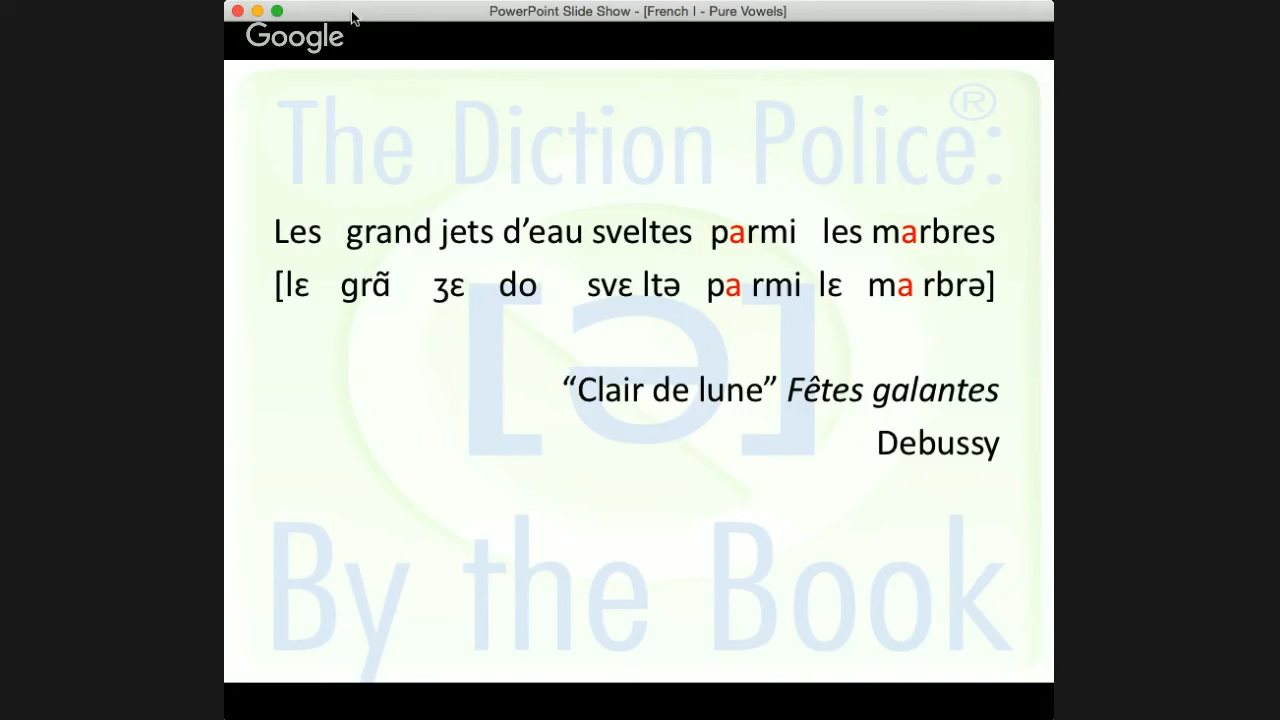 PowerPoint Slide Show - [French I - Pure Vowels]
Google
The Diction Police®:
Les grand jets d’eau sveltes parmi les marbres
[lɛ grɑ̃ ʒɛ do svɛ ltə pa rmi lɛ ma rbrə]
[ə]
“Clair de lune” Fêtes galantes
Debussy
By the Book